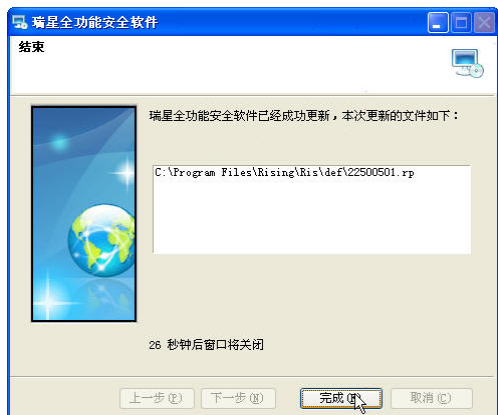 瑞星全功能安全软件
结束
瑞星全功能安全软件已经成功更新，本次更新的文件如下：
C:\Program Files\Rising\Ris\def\22500501.rp
26 秒钟后窗口将关闭
上一步(P) 下一步(N) 完成 取消(C)